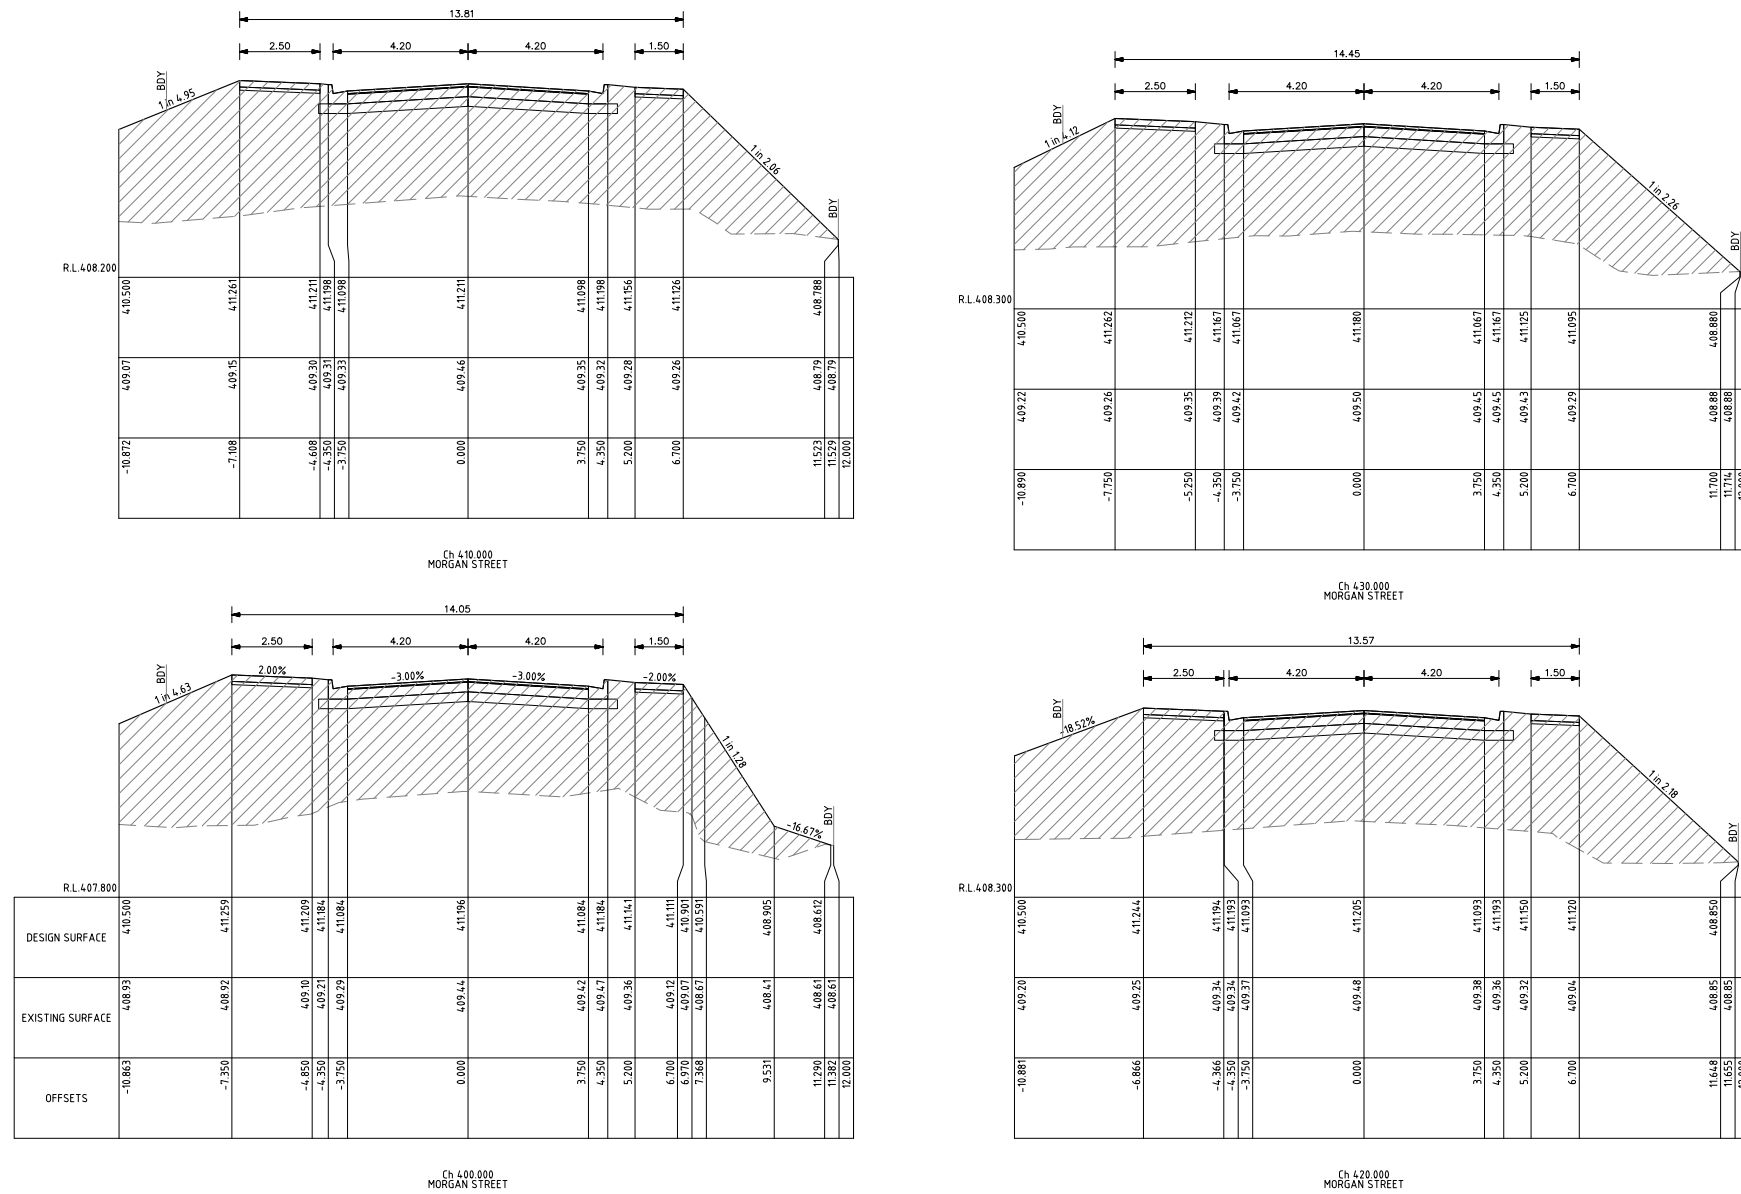 13.81
2.50 4.20 4.20 1.50
BDY
1 in 4.95
1 in 2.06
BDY
R.L.408.200
410.500 411.261 411.211 411.198 411.098 411.211 411.098 411.198 411.156 411.126 408.788
409.07 409.15 409.30 409.31 409.33 409.46 409.35 409.32 409.28 409.26 408.79 408.79
-10.872 -7.108 -4.608 -4.350 -3.750 0.000 3.750 4.350 5.200 6.700 11.523 11.529 12.000
Ch 410.000
MORGAN STREET
14.45
2.50 4.20 4.20 1.50
BDY
1 in 4.12
1 in 2.26
BDY
R.L.408.300
410.500 411.262 411.212 411.167 411.067 411.180 411.067 411.167 411.125 411.095 408.880
409.22 409.26 409.35 409.39 409.42 409.50 409.45 409.45 409.43 409.29 408.88 408.88
-10.890 -7.750 -5.250 -4.350 -3.750 0.000 3.750 4.350 5.200 6.700 11.700 11.714
Ch 430.000
MORGAN STREET
14.05
2.50 4.20 4.20 1.50
BDY
1 in 4.63
2.00% -3.00% -3.00% -2.00%
1 in 1.28
-16.67%
BDY
R.L.407.800
DESIGN SURFACE 410.500 411.259 411.209 411.184 411.084 411.196 411.084 411.184 411.141 411.111 410.901 410.591 408.905 408.612
EXISTING SURFACE 408.93 408.92 409.10 409.21 409.29 409.44 409.42 409.47 409.36 409.12 409.07 408.67 408.41 408.61 408.61
OFFSETS -10.863 -7.350 -4.850 -4.350 -3.750 0.000 3.750 4.350 5.200 6.700 6.970 7.368 9.531 11.290 11.382 12.000
Ch 400.000
MORGAN STREET
13.57
2.50 4.20 4.20 1.50
BDY
-18.52%
1 in 2.18
BDY
R.L.408.300
410.500 411.244 411.194 411.193 411.093 411.205 411.093 411.193 411.150 411.120 408.850
409.20 409.25 409.34 409.34 409.37 409.48 409.38 409.36 409.32 409.04 408.85 408.85
-10.881 -6.866 -4.366 -4.350 -3.750 0.000 3.750 4.350 5.200 6.700 11.648 11.655
Ch 420.000
MORGAN STREET